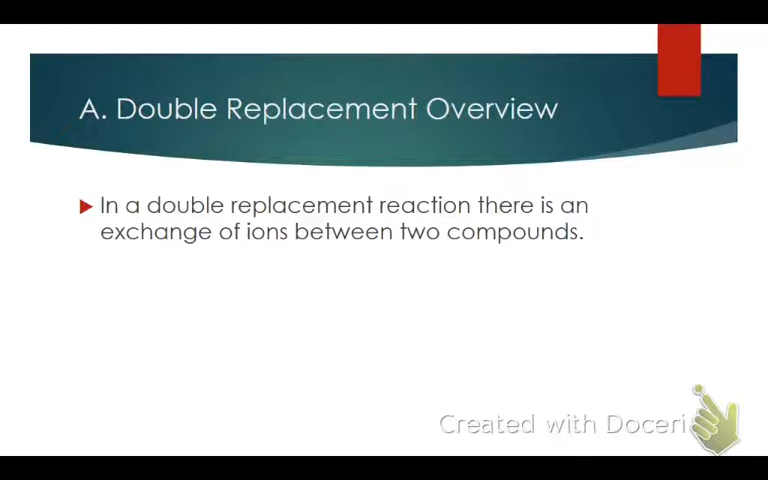 A. Double Replacement Overview
In a double replacement reaction there is an
exchange of ions between two compounds.
Created with Doceri